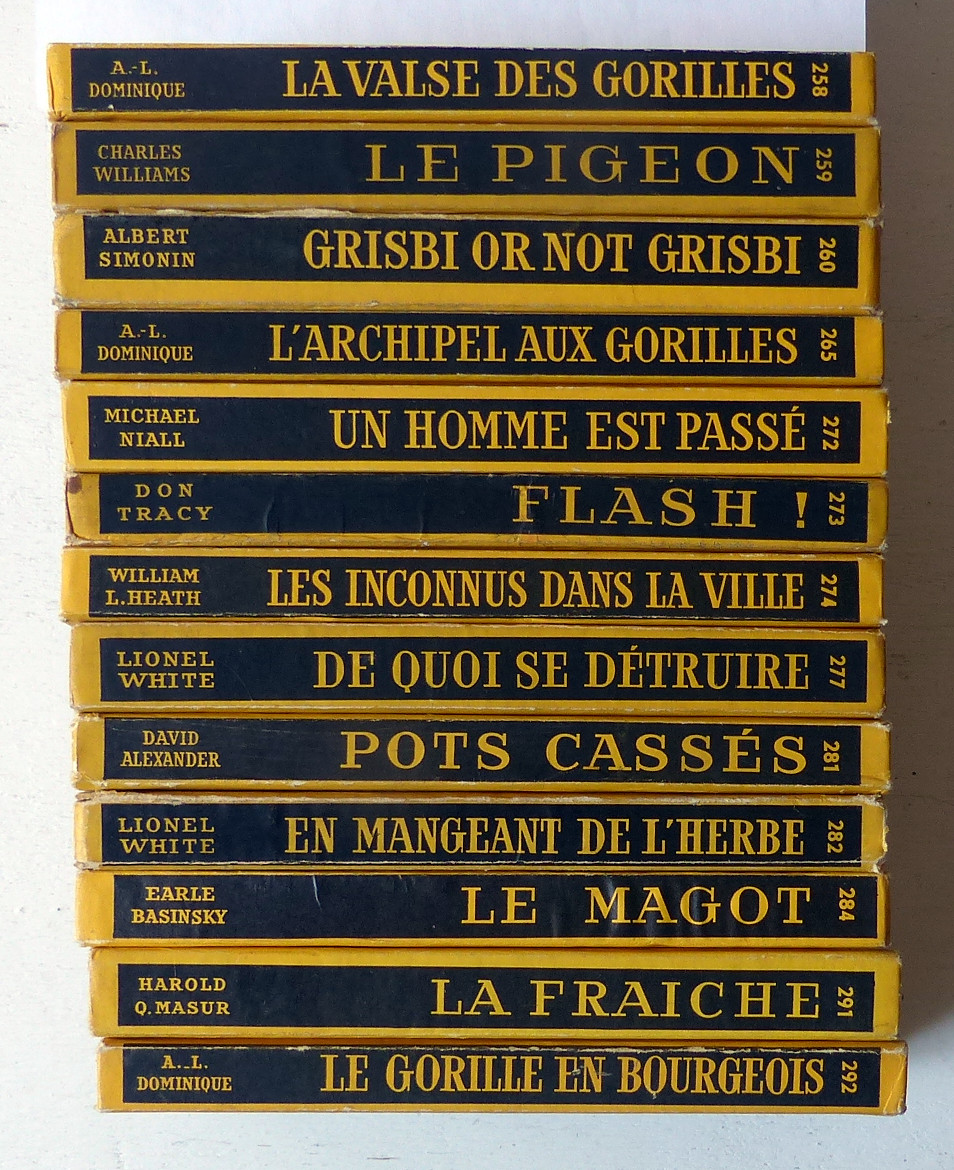 A.-L.
DOMINIQUE
LA VALSE DES GORILLES
258
CHARLES
WILLIAMS
LE PIGEON
259
ALBERT
SIMONIN
GRISBI OR NOT GRISBI
260
A.-L.
DOMINIQUE
L'ARCHIPEL AUX GORILLES
265
MICHAEL
NIALL
UN HOMME EST PASSÉ
272
DON
TRACY
FLASH !
273
WILLIAM
L. HEATH
LES INCONNUS DANS LA VILLE
274
LIONEL
WHITE
DE QUOI SE DÉTRUIRE
277
DAVID
ALEXANDER
POTS CASSÉS
281
LIONEL
WHITE
EN MANGEANT DE L'HERBE
282
EARLE
BASINSKY
LE MAGOT
284
HAROLD
Q. MASUR
LA FRAICHE
291
A.-L.
DOMINIQUE
LE GORILLE EN BOURGEOIS
292